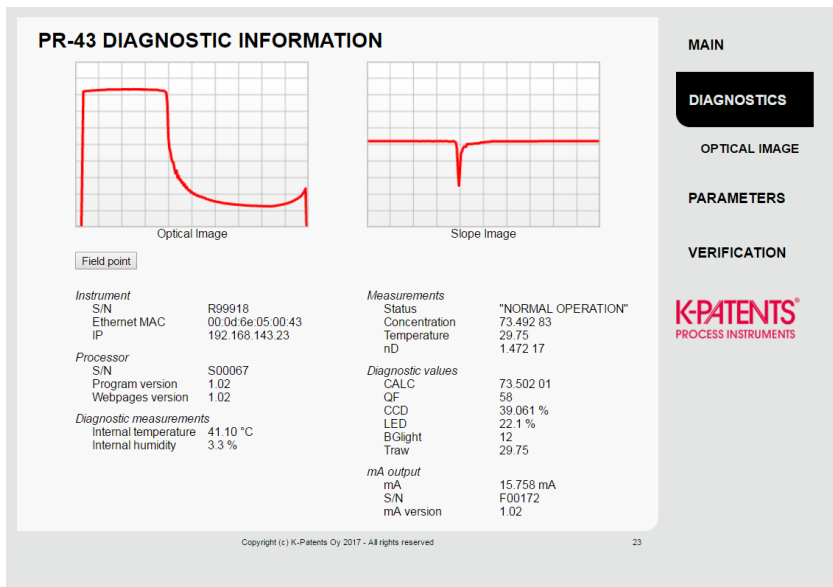 PR-43 DIAGNOSTIC INFORMATION
Optical Image
Slope Image
Field point
Instrument
S/N R99918
Ethernet MAC 00:0d:6e:05:00:43
IP 192.168.143.23
Processor
S/N S00067
Program version 1.02
Webpages version 1.02
Diagnostic measurements
Internal temperature 41.10 °C
Internal humidity 3.3 %
Measurements
Status "NORMAL OPERATION"
Concentration 73.492 83
Temperature 29.75
nD 1.472 17
Diagnostic values
CALC 73.502 01
QF 58
CCD 39.061 %
LED 22.1 %
BGlight 12
Traw 29.75
mA output
mA 15.758 mA
S/N F00172
mA version 1.02
MAIN
DIAGNOSTICS
OPTICAL IMAGE
PARAMETERS
VERIFICATION
K-PATENTS®
PROCESS INSTRUMENTS
Copyright (c) K-Patents Oy 2017 - All rights reserved
23